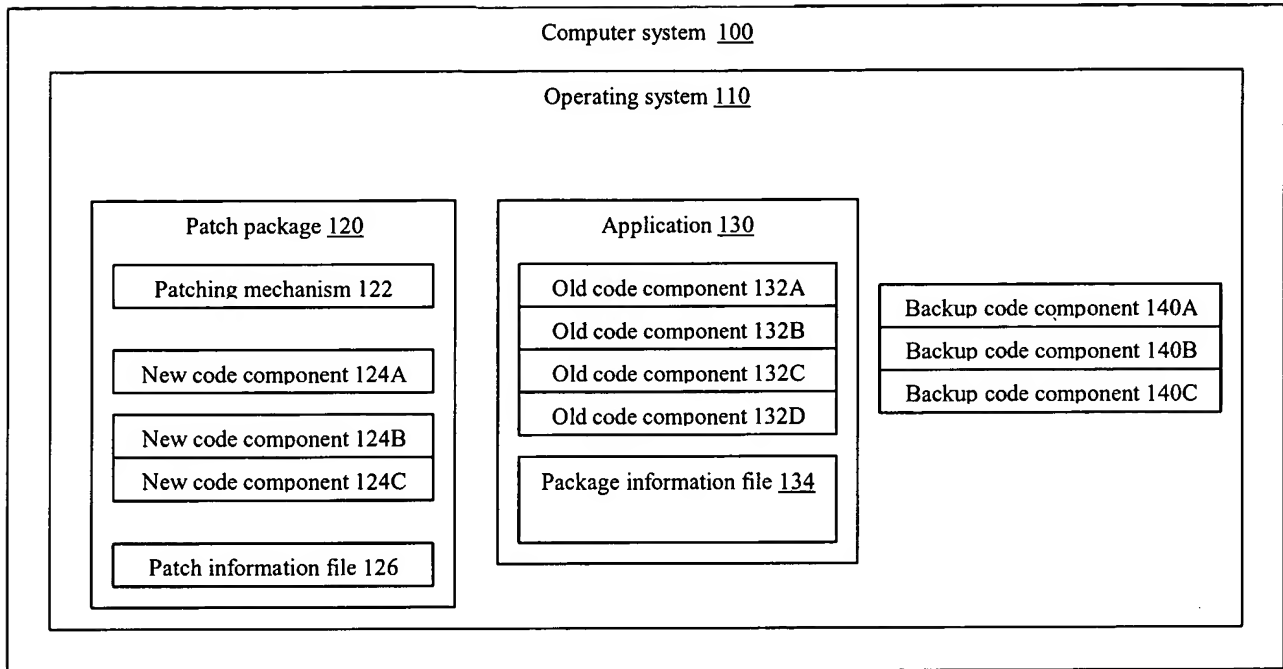 Computer system 100
Operating system 110
Patch package 120
Patching mechanism 122
New code component 124A
New code component 124B
New code component 124C
Patch information file 126
Application 130
Old code component 132A
Old code component 132B
Old code component 132C
Old code component 132D
Package information file 134
Backup code component 140A
Backup code component 140B
Backup code component 140C